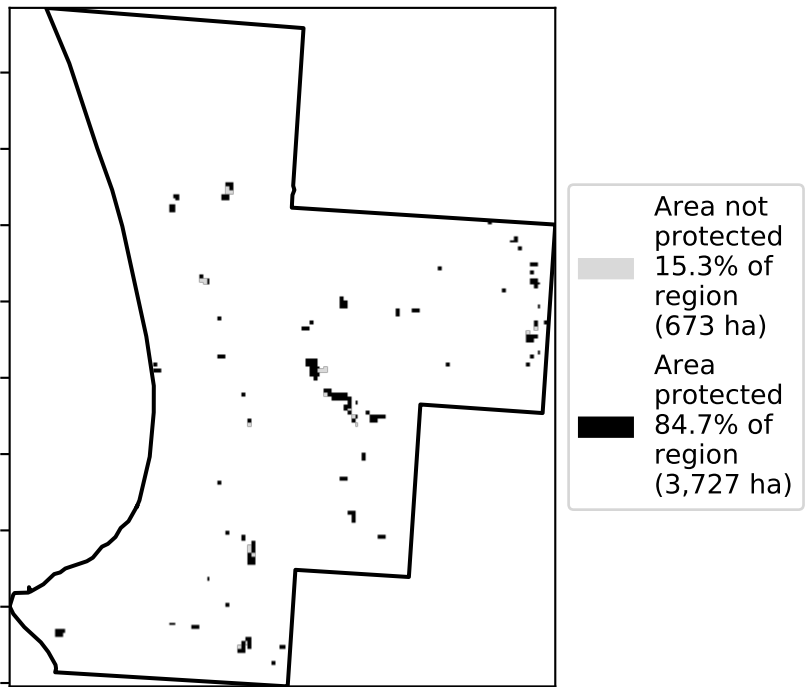 Area not
protected
15.3% of
region
(673 ha)
Area
protected
84.7% of
region
(3,727 ha)